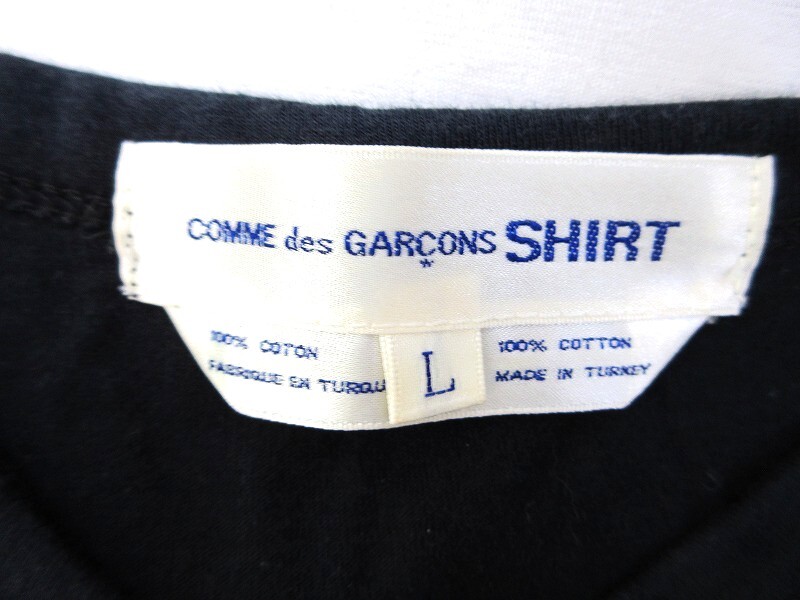 COMME des GARÇONS SHIRT
*
100% COTON
FABRIQUE EN TURQU
L
100% COTTON
MADE IN TURKEY